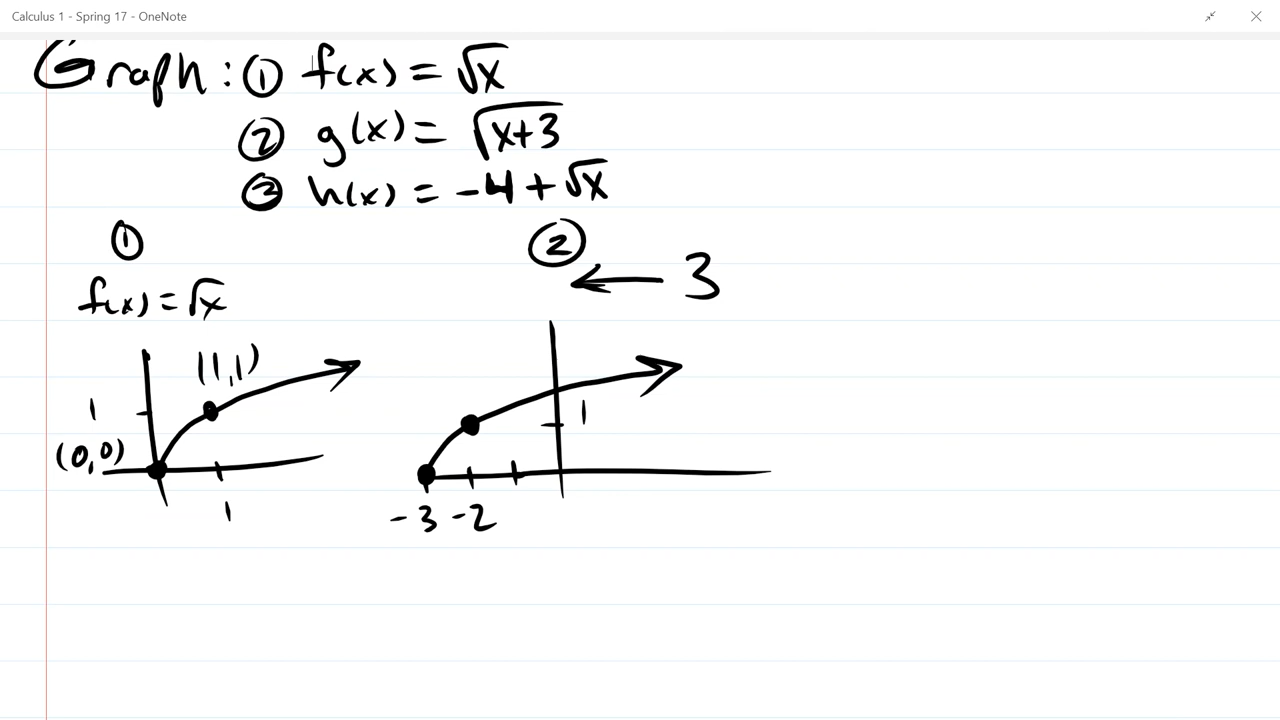 Calculus 1 - Spring 17 - OneNote
Graph: ① f(x) = √x
② g(x) = √x+3
③ h(x) = -4 + √x
①
②
← 3
f(x) = √x
(1,1)
1
1
(0,0)
1
-3 -2